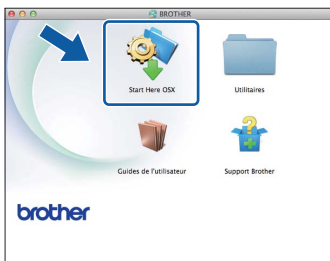 BROTHER
Start Here OSX
Utilitaires
Guides de l'utilisateur
Support Brother
brother